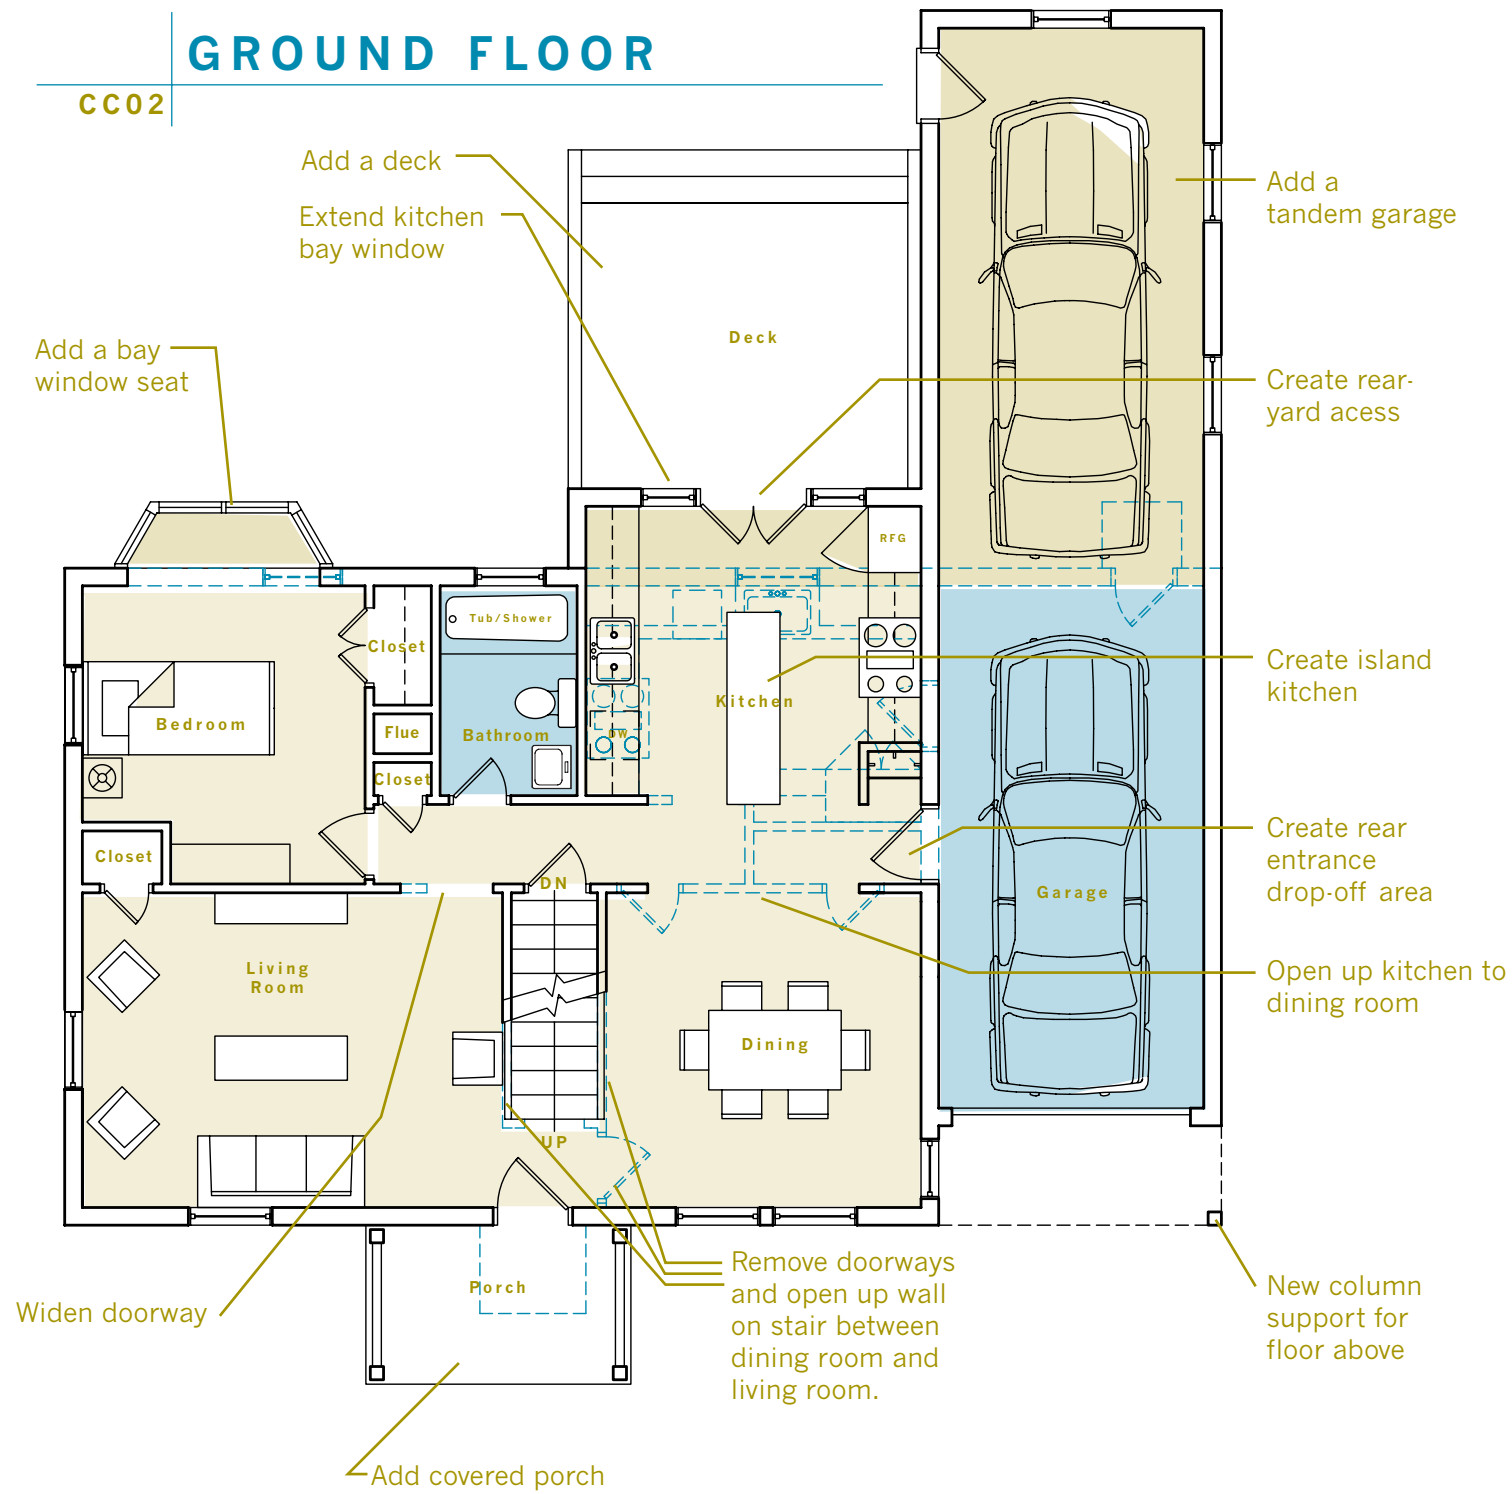 GROUND FLOOR
CC02
Add a deck
Extend kitchen
bay window
Add a bay
window seat
Add a
tandem garage
Deck
Create rear-
yard acess
RFG
Tub/Shower
Closet
Bedroom
Flue
Bathroom
Kitchen
DW
Closet
Create island
kitchen
Closet
DN
Garage
Create rear
entrance
drop-off area
Living
Room
Open up kitchen to
dining room
Dining
UP
Porch
Widen doorway
Remove doorways
and open up wall
on stair between
dining room and
living room.
New column
support for
floor above
Add covered porch